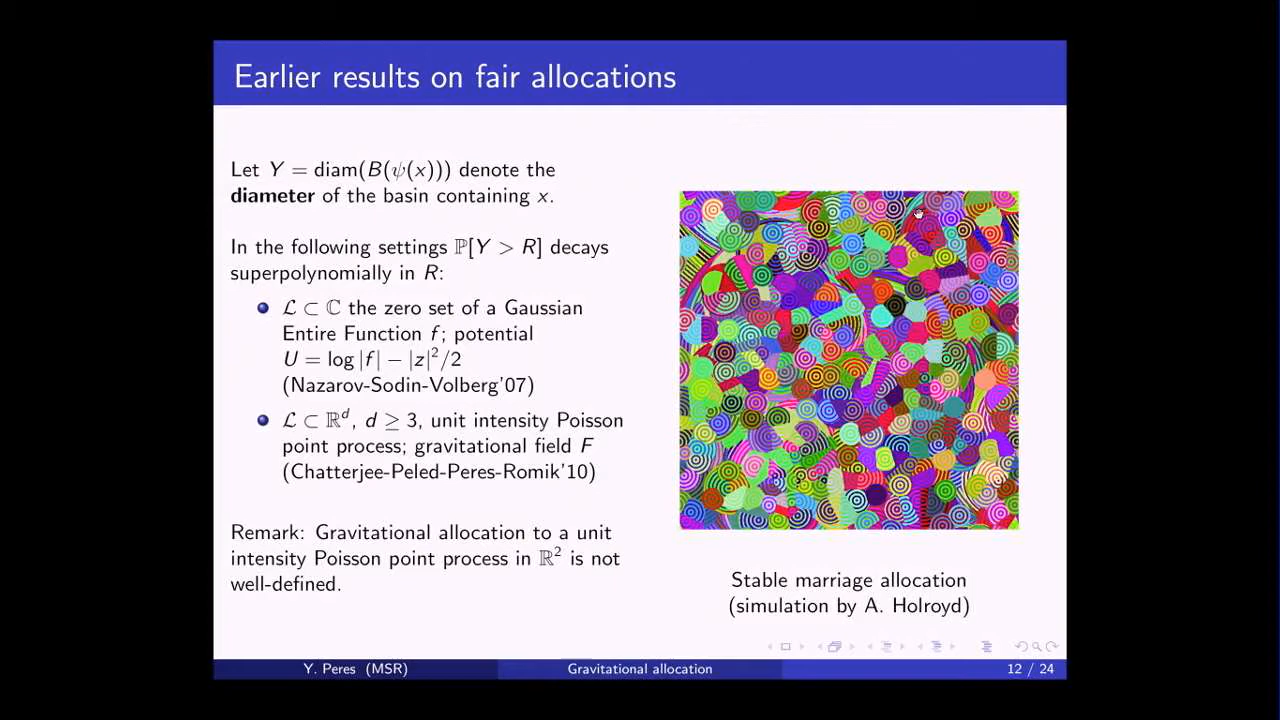 Earlier results on fair allocations
Let Y = diam(B(ψ(x))) denote the
diameter of the basin containing x.
In the following settings ℙ[Y > R] decays
superpolynomially in R:
ℒ ⊂ ℂ the zero set of a Gaussian
Entire Function f; potential
U = log |f| − |z|²/2
(Nazarov-Sodin-Volberg'07)
ℒ ⊂ ℝᵈ, d ≥ 3, unit intensity Poisson
point process; gravitational field F
(Chatterjee-Peled-Peres-Romik'10)
Remark: Gravitational allocation to a unit
intensity Poisson point process in ℝ² is not
well-defined.
Stable marriage allocation
(simulation by A. Holroyd)
Y. Peres (MSR)
Gravitational allocation
12 / 24